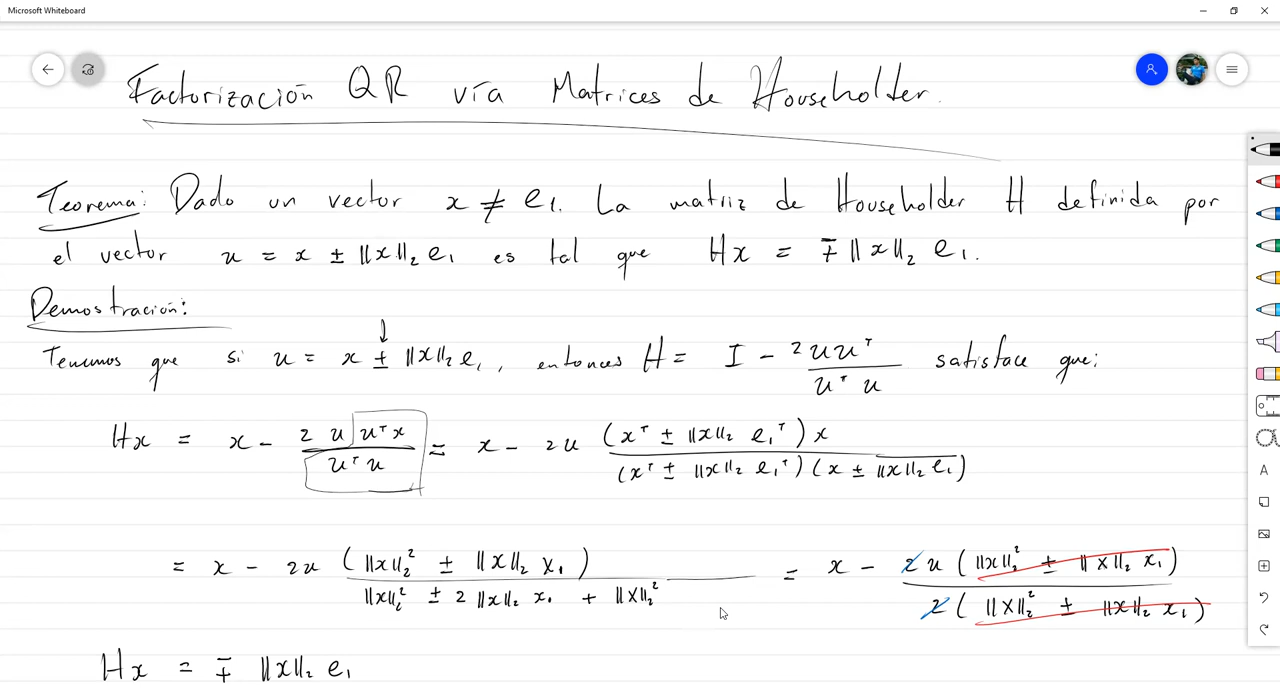 Microsoft Whiteboard
Factorización QR vía Matrices de Householder.
Teorema: Dado un vector x ≠ e₁. La matriz de Householder H definida por
el vector u = x ± ||x||₂ e₁ es tal que Hx = ∓ ||x||₂ e₁.
Demostración:
Tenemos que si u = x ± ||x||₂ e₁, entonces H = I - 2uuᵀ / uᵀu satisface que:
Hx = x - 2u uᵀx / uᵀu = x - 2u (xᵀ ± ||x||₂ e₁ᵀ)x / (xᵀ ± ||x||₂ e₁ᵀ)(x ± ||x||₂ e₁)
= x - 2u (||x||₂² ± ||x||₂ x₁) / ||x||₂² ± 2||x||₂ x₁ + ||x||₂² = x - 2u(||x||₂² ± ||x||₂ x₁) / 2(||x||₂² ± ||x||₂ x₁)
Hx = ∓ ||x||₂ e₁
A